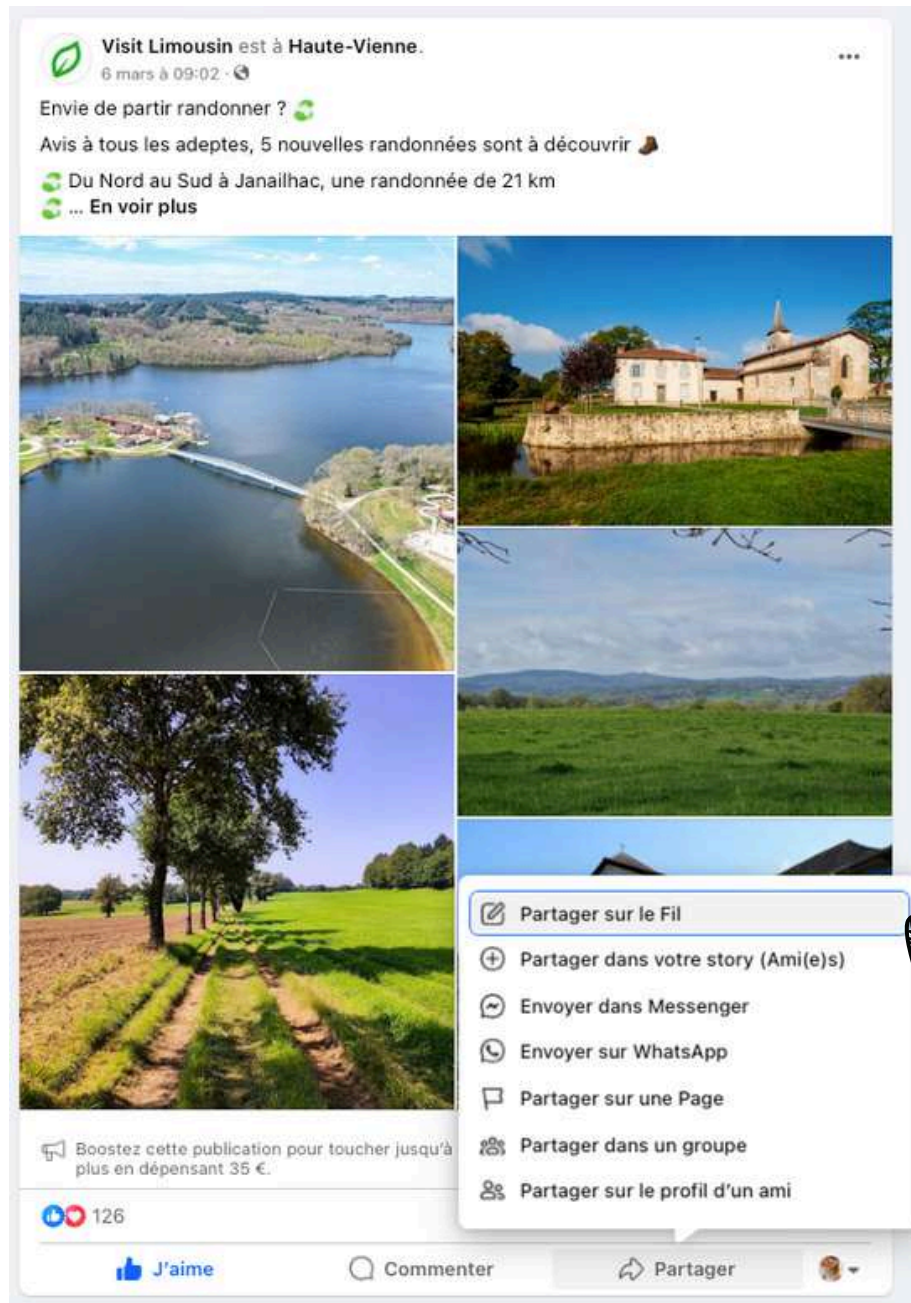 Visit Limousin est à Haute-Vienne.
6 mars à 09:02 ·
Envie de partir randonner ?
Avis à tous les adeptes, 5 nouvelles randonnées sont à découvrir
Du Nord au Sud à Janailhac, une randonnée de 21 km
... En voir plus
Partager sur le Fil
Partager dans votre story (Ami(e)s)
Envoyer dans Messenger
Envoyer sur WhatsApp
Partager sur une Page
Partager dans un groupe
Partager sur le profil d'un ami
Boostez cette publication pour toucher jusqu'à
plus en dépensant 35 €.
126
J'aime
Commenter
Partager